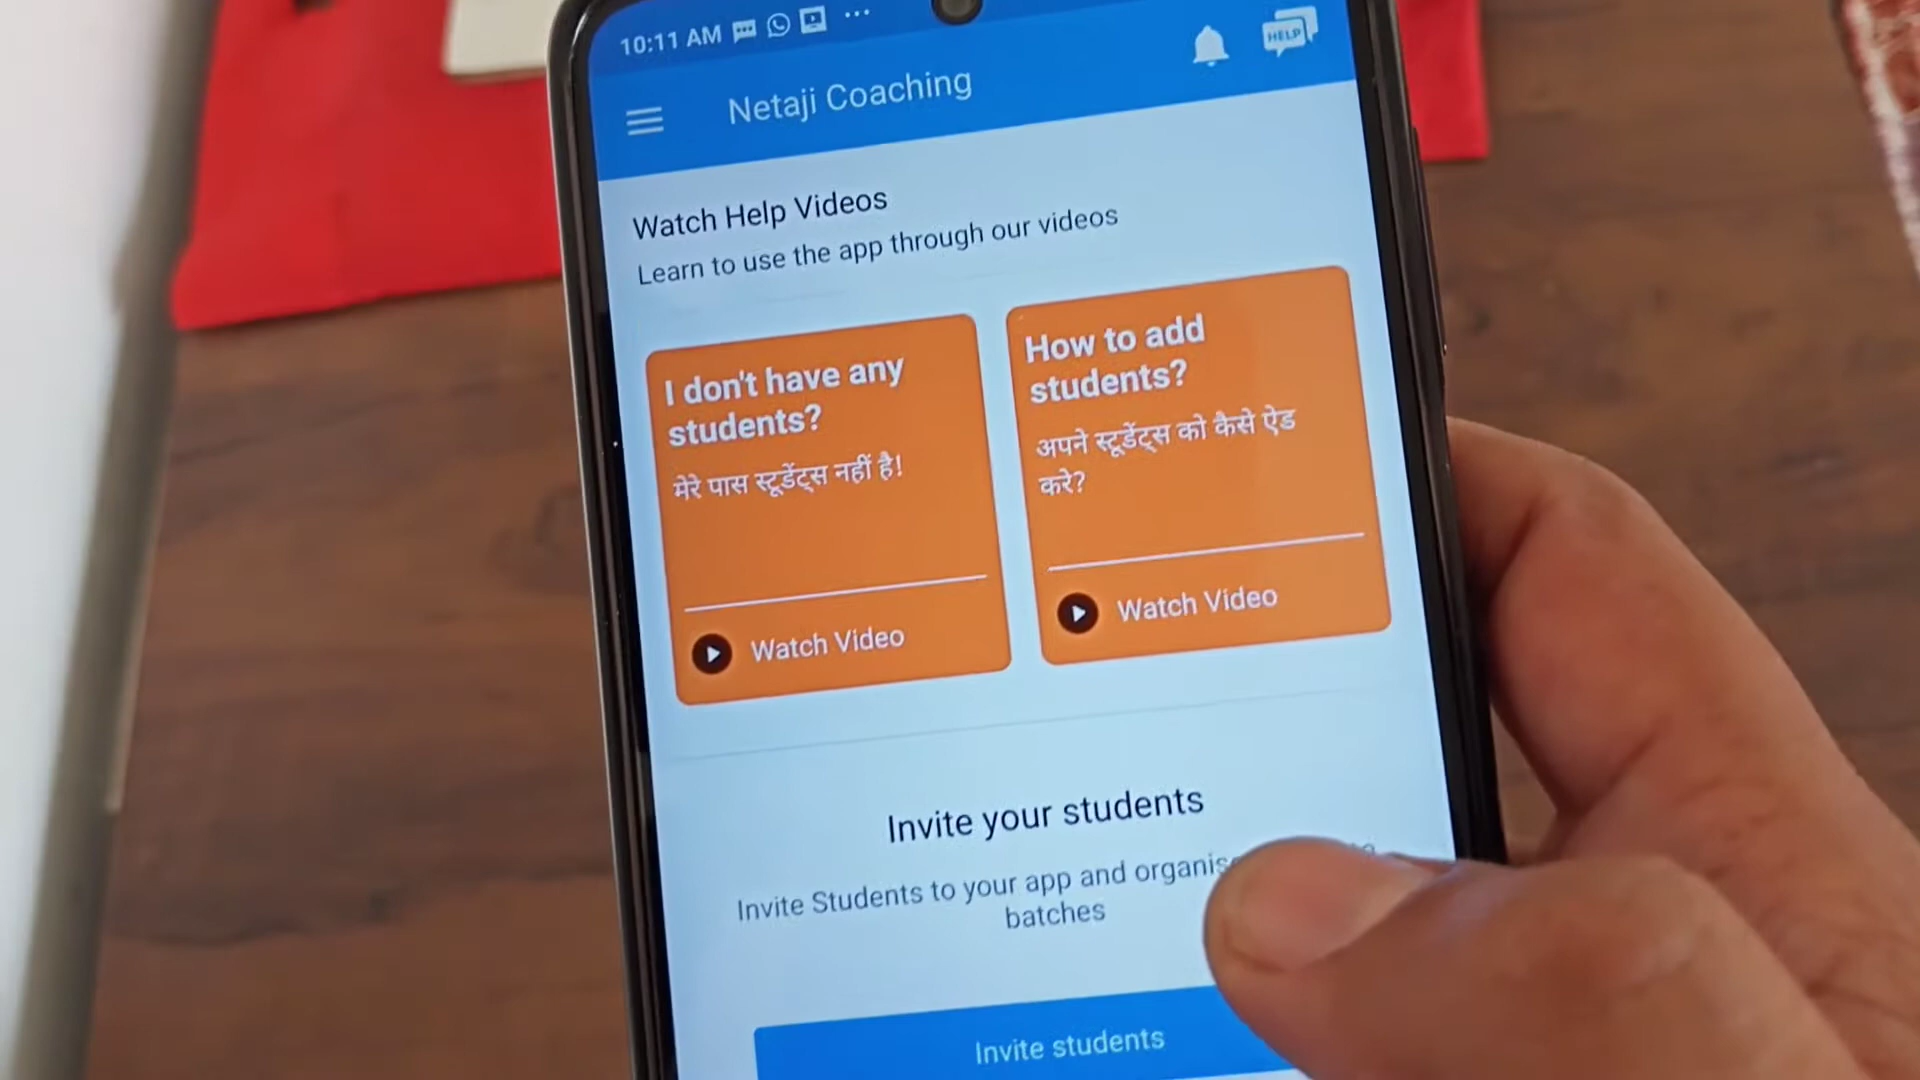 10:11 AM
HELP
Netaji Coaching
Watch Help Videos
Learn to use the app through our videos
I don't have any
students?
मेरे पास स्टूडेंट्स नहीं है!
Watch Video
How to add
students?
अपने स्टूडेंट्स को कैसे ऐड
करे?
Watch Video
Invite your students
Invite Students to your app and
batches
Invite students